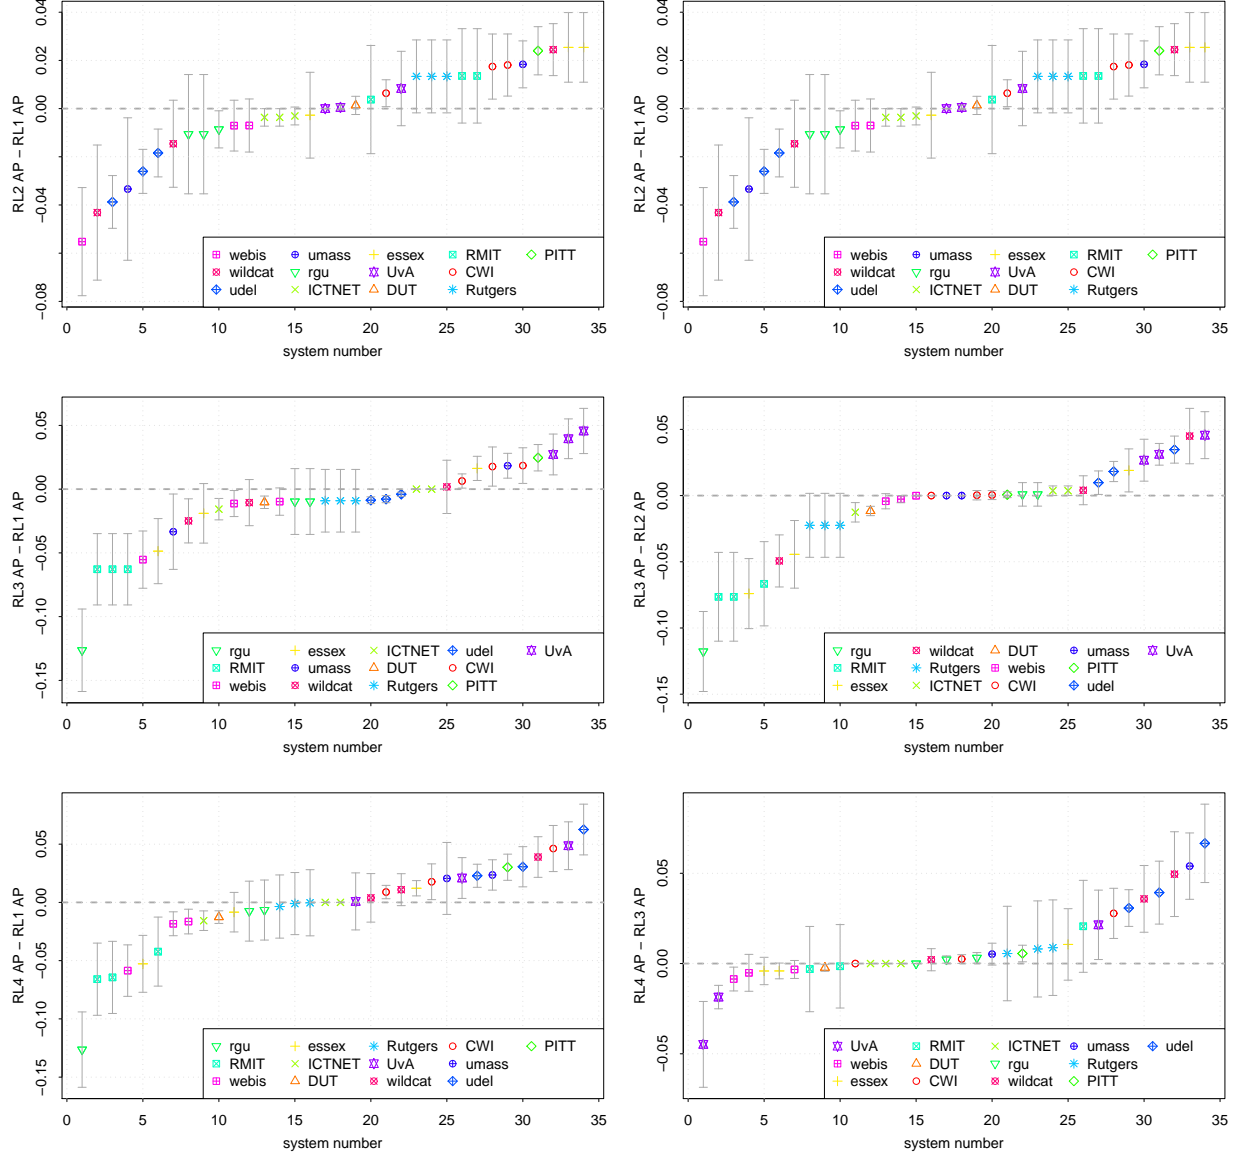 RL2 AP − RL1 AP
0.04
0.02
0.00
−0.04
−0.08
webis umass essex RMIT PITT
wildcat rgu UvA CWI
udel ICTNET DUT Rutgers
0 5 10 15 20 25 30 35
system number
RL2 AP − RL1 AP
0.04
0.02
0.00
−0.04
−0.08
webis umass essex RMIT PITT
wildcat rgu UvA CWI
udel ICTNET DUT Rutgers
0 5 10 15 20 25 30 35
system number
RL3 AP − RL1 AP
0.05
0.00
−0.05
−0.10
−0.15
rgu essex ICTNET udel UvA
RMIT umass DUT CWI
webis wildcat Rutgers PITT
0 5 10 15 20 25 30 35
system number
RL3 AP − RL2 AP
0.05
0.00
−0.05
−0.10
−0.15
rgu wildcat DUT umass UvA
RMIT Rutgers webis PITT
essex ICTNET CWI udel
0 5 10 15 20 25 30 35
system number
RL4 AP − RL1 AP
0.05
0.00
−0.05
−0.10
−0.15
rgu essex Rutgers CWI PITT
RMIT ICTNET UvA umass
webis DUT wildcat udel
0 5 10 15 20 25 30 35
system number
RL4 AP − RL3 AP
0.05
0.00
−0.05
UvA RMIT ICTNET umass udel
webis DUT rgu Rutgers
essex CWI wildcat PITT
0 5 10 15 20 25 30 35
system number